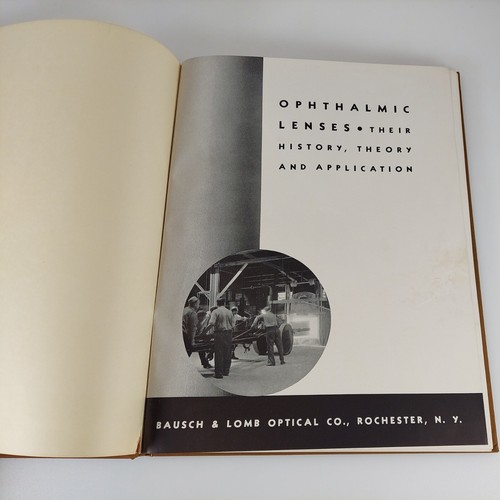 OPHTHALMIC
LENSES • THEIR
HISTORY, THEORY
AND APPLICATION
BAUSCH & LOMB OPTICAL CO., ROCHESTER, N. Y.